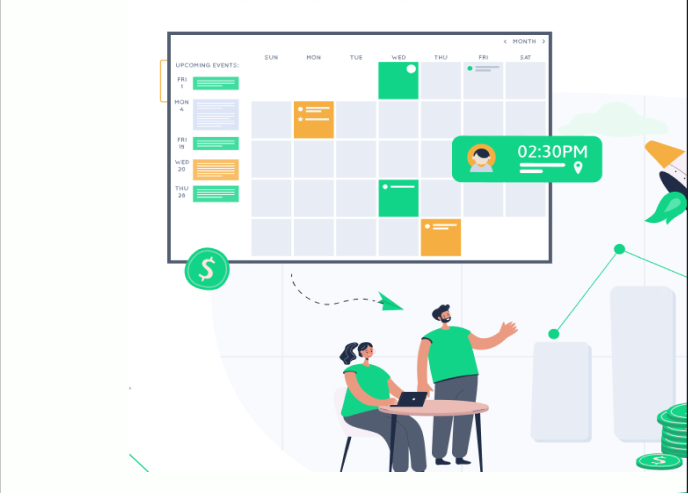 < MONTH >
UPCOMING EVENTS:
SUN MON TUE WED THU FRI SAT
FRI
1
MON
4
FRI
18
WED
20
THU
26
02:30PM
$
$